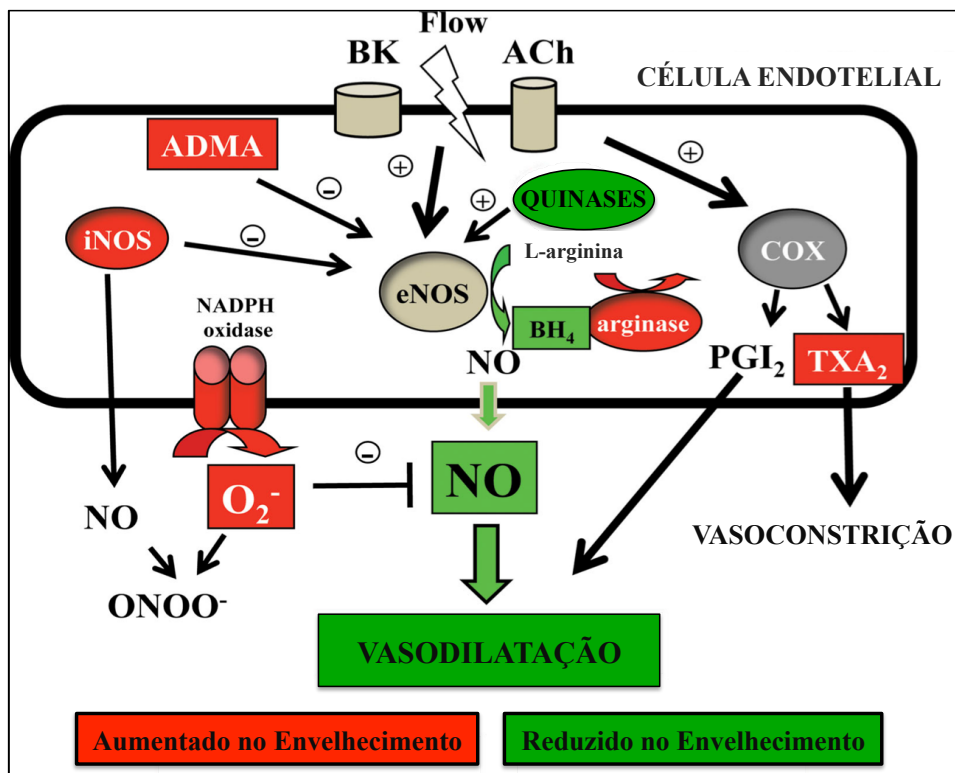 Flow
BK
ACh
CÉLULA ENDOTELIAL
ADMA
+
+
−
QUINASES
+
iNOS
−
L-arginina
COX
eNOS
NADPH
oxidase
BH4
arginase
NO
PGI2
TXA2
−
NO
O2-
NO
VASOCONSTRIÇÃO
ONOO-
VASODILATAÇÃO
Aumentado no Envelhecimento
Reduzido no Envelhecimento